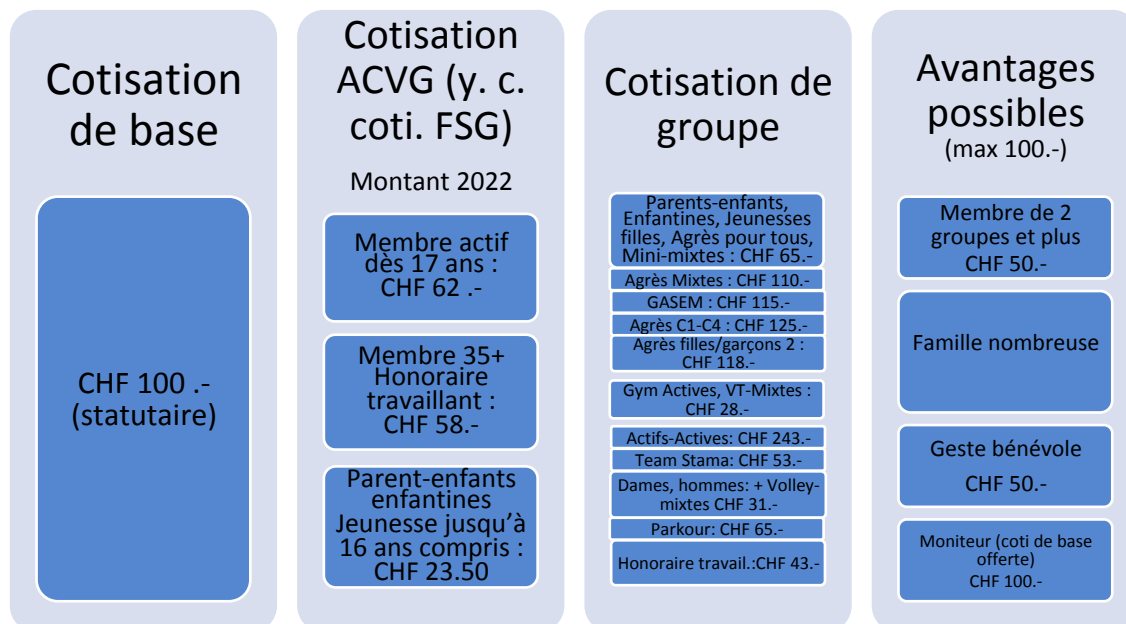 Cotisation
de base
CHF 100 .-
(statutaire)
Cotisation
ACVG (y. c.
coti. FSG)
Montant 2022
Membre actif
dès 17 ans :
CHF 62 .-
Membre 35+
Honoraire
travaillant :
CHF 58.-
Parent-enfants
enfantines
Jeunesse jusqu'à
16 ans compris :
CHF 23.50
Cotisation de
groupe
Parents-enfants,
Enfantines, Jeunesses
filles, Agrès pour tous,
Mini-mixtes : CHF 65.-
Agrès Mixtes : CHF 110.-
GASEM : CHF 115.-
Agrès C1-C4 : CHF 125.-
Agrès filles/garçons 2 :
CHF 118.-
Gym Actives, VT-Mixtes :
CHF 28.-
Actifs-Actives: CHF 243.-
Team Stama: CHF 53.-
Dames, hommes: + Volley-
mixtes CHF 31.-
Parkour: CHF 65.-
Honoraire travail.:CHF 43.-
Avantages
possibles
(max 100.-)
Membre de 2
groupes et plus
CHF 50.-
Famille nombreuse
Geste bénévole
CHF 50.-
Moniteur (coti de base
offerte)
CHF 100.-